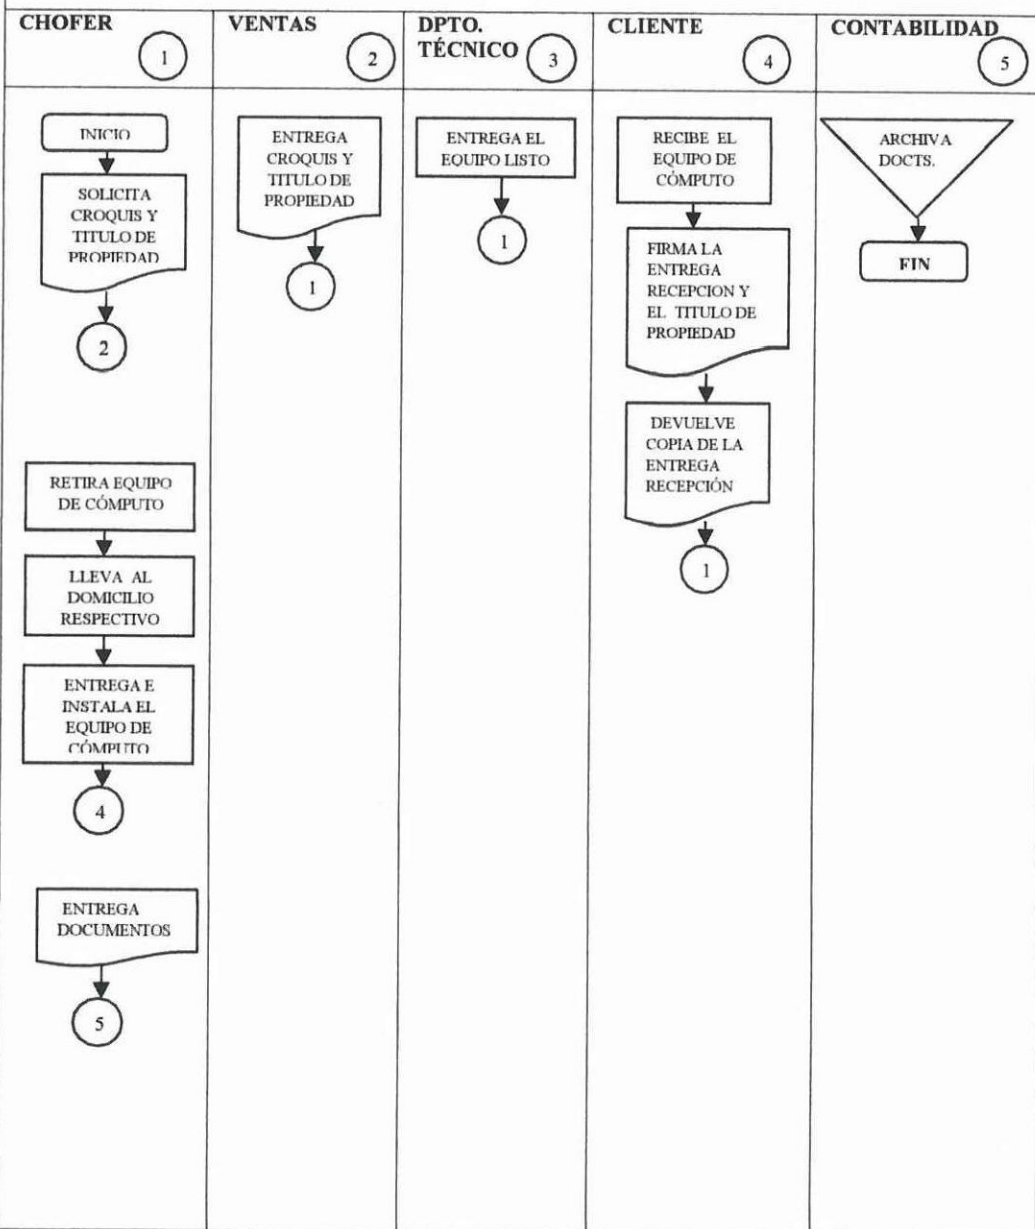 CHOFER
1
VENTAS
2
DPTO.
TÉCNICO
3
CLIENTE
4
CONTABILIDAD
5
INICIO
SOLICITA
CROQUIS Y
TITULO DE
PROPIEDAD
2
RETIRA EQUIPO
DE CÓMPUTO
LLEVA AL
DOMICILIO
RESPECTIVO
ENTREGA E
INSTALA EL
EQUIPO DE
CÓMPUTO
4
ENTREGA
DOCUMENTOS
5
ENTREGA
CROQUIS Y
TITULO DE
PROPIEDAD
1
ENTREGA EL
EQUIPO LISTO
1
RECIBE EL
EQUIPO DE
CÓMPUTO
FIRMA LA
ENTREGA
RECEPCION Y
EL TITULO DE
PROPIEDAD
DEVUELVE
COPIA DE LA
ENTREGA
RECEPCIÓN
1
ARCHIVA
DOCTS.
FIN